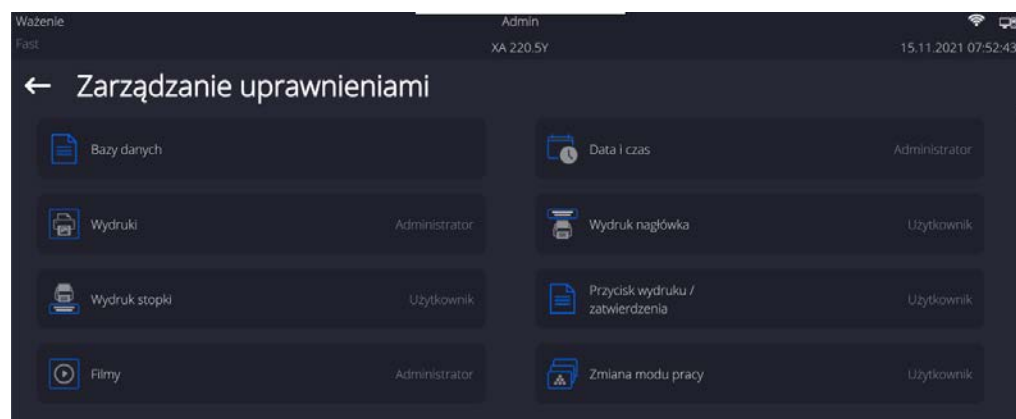 Ważenie
Admin
Fast
XA 220.5Y
15.11.2021 07:52:43
← Zarządzanie uprawnieniami
Bazy danych
Data i czas Administrator
Wydruki Administrator
Wydruk nagłówka Użytkownik
Wydruk stopki Użytkownik
Przycisk wydruku /
zatwierdzenia Użytkownik
Filmy Administrator
Zmiana modu pracy Użytkownik